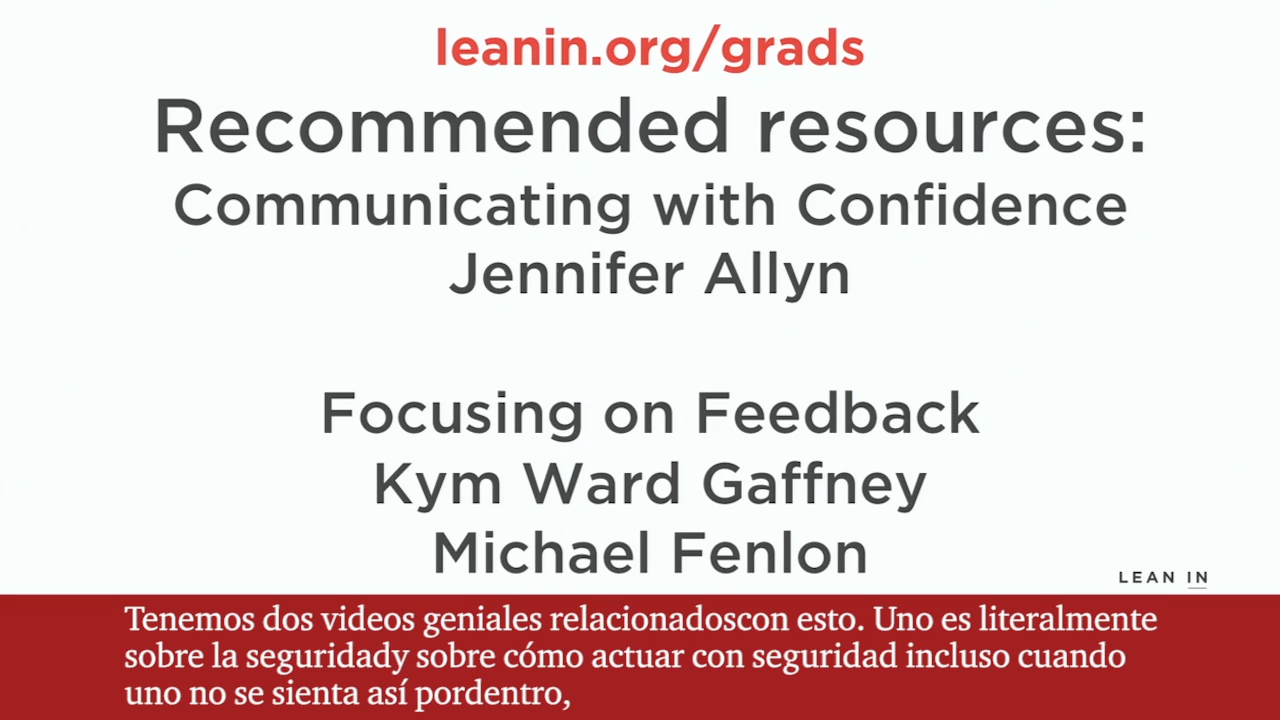 leanin.org/grads
Recommended resources:
Communicating with Confidence
Jennifer Allyn
Focusing on Feedback
Kym Ward Gaffney
Michael Fenlon
LEAN IN
Tenemos dos videos geniales relacionadoscon esto. Uno es literalmente
sobre la seguridady sobre cómo actuar con seguridad incluso cuando
uno no se sienta así pordentro,